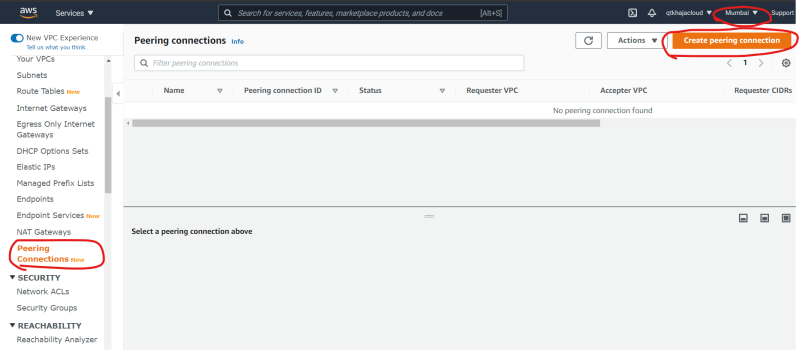 aws
Services ▼
Search for services, features, marketplace products, and docs
[Alt+S]
qtkhajacloud ▼
Mumbai ▼
Support
New VPC Experience
Tell us what you think
Your VPCs
Subnets
Route Tables New
Internet Gateways
Egress Only Internet
Gateways
DHCP Options Sets
Elastic IPs
Managed Prefix Lists
Endpoints
Endpoint Services New
NAT Gateways
Peering
Connections New
▼ SECURITY
Network ACLs
Security Groups
▼ REACHABILITY
Reachability Analyzer
Peering connections Info
Actions ▼
Create peering connection
Filter peering connections
< 1 >
Name ▽ Peering connection ID ▽ Status ▽ Requester VPC Accepter VPC Requester CIDRs
No peering connection found
Select a peering connection above